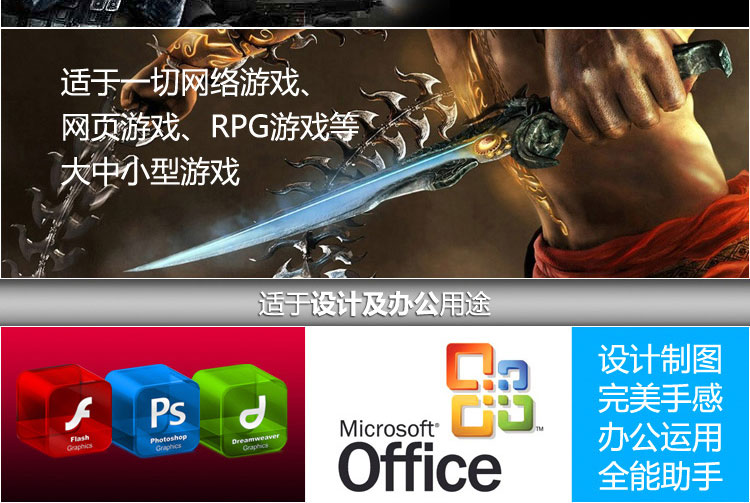 适于一切网络游戏、
网页游戏、RPG游戏等
大中小型游戏
适于设计及办公用途
Flash
Graphics
Ps
Photoshop
Graphics
Dreamweaver
Graphics
Microsoft®
Office
TM
设计制图
完美手感
办公运用
全能助手